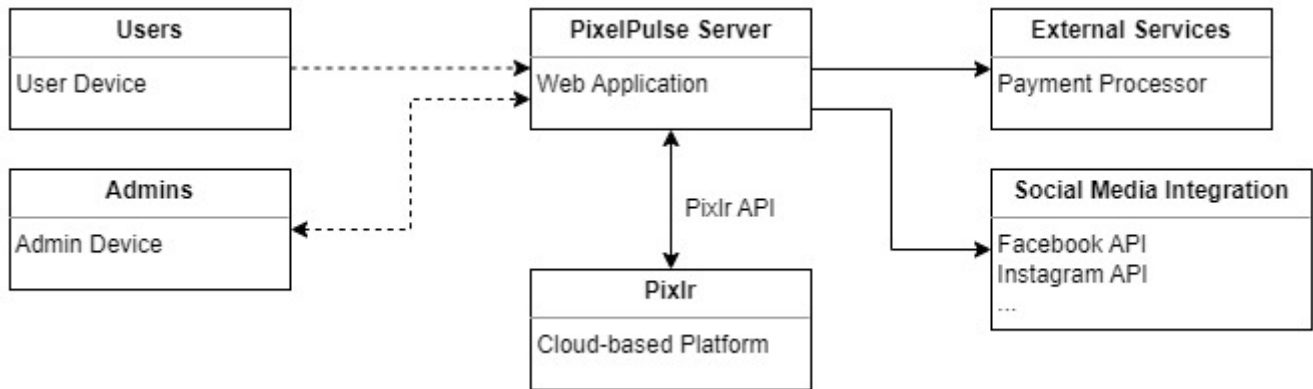 Users
User Device
PixelPulse Server
Web Application
External Services
Payment Processor
Admins
Admin Device
Pixlr API
Social Media Integration
Facebook API
Instagram API
...
Pixlr
Cloud-based Platform